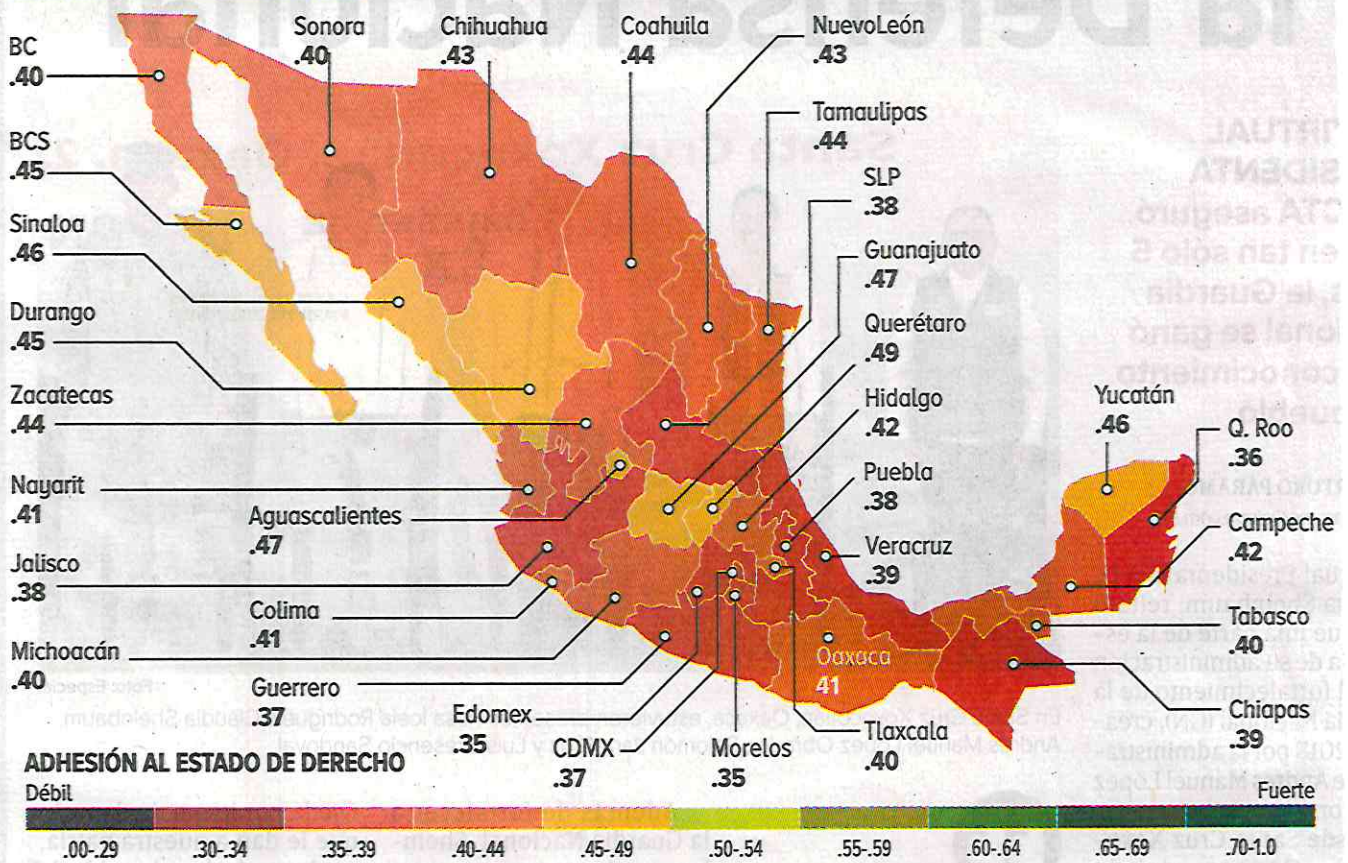 la Defensa Nacional
BC
.40
Sonora
.40
Chihuahua
.43
Coahuila
.44
NuevoLeón
.43
Tamaulipas
.44
BCS
.45
SLP
.38
Sinaloa
.46
Guanajuato
.47
Durango
.45
Querétaro
.49
Zacatecas
.44
Hidalgo
.42
Yucatán
.46
Q. Roo
.36
Nayarit
.41
Aguascalientes
.47
Puebla
.38
Campeche
.42
Jalisco
.38
Colima
.41
Veracruz
.39
Tabasco
.40
Michoacán
.40
Guerrero
.37
Oaxaca
41
Chiapas
.39
Edomex
.35
CDMX
.37
Morelos
.35
Tlaxcala
.40
ADHESIÓN AL ESTADO DE DERECHO
Débil
Fuerte
.00-.29 .30-.34 .35-.39 .40-.44 .45-.49 .50-.54 .55-.59 .60-.64 .65-.69 .70-1.0